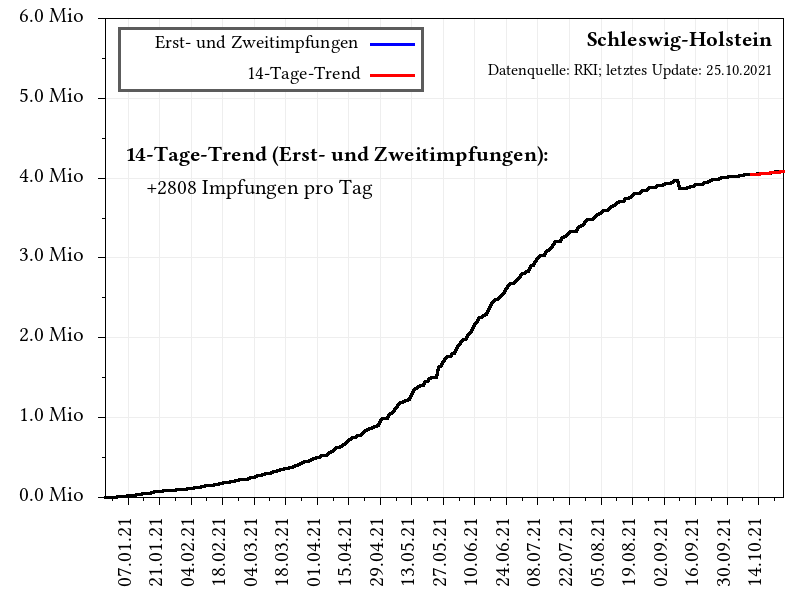 6.0 Mio
5.0 Mio
4.0 Mio
3.0 Mio
2.0 Mio
1.0 Mio
0.0 Mio
Erst- und Zweitimpfungen
14-Tage-Trend
Schleswig-Holstein
Datenquelle: RKI; letztes Update: 25.10.2021
14-Tage-Trend (Erst- und Zweitimpfungen):
+2808 Impfungen pro Tag
07.01.21
21.01.21
04.02.21
18.02.21
04.03.21
18.03.21
01.04.21
15.04.21
29.04.21
13.05.21
27.05.21
10.06.21
24.06.21
08.07.21
22.07.21
05.08.21
19.08.21
02.09.21
16.09.21
30.09.21
14.10.21